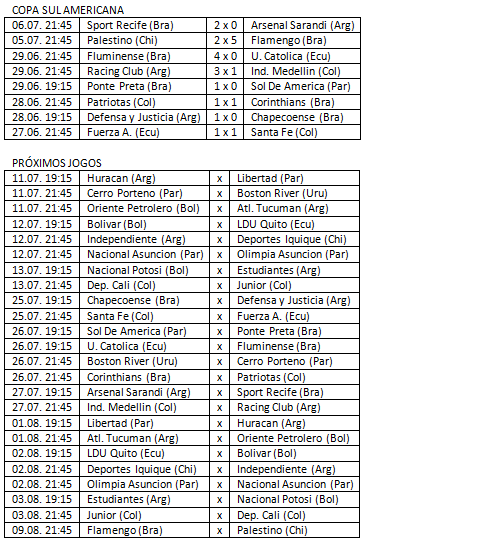 COPA SUL AMERICANA
06.07. 21:45 Sport Recife (Bra) 2 x 0 Arsenal Sarandi (Arg)
05.07. 21:45 Palestino (Chi) 2 x 5 Flamengo (Bra)
29.06. 21:45 Fluminense (Bra) 4 x 0 U. Catolica (Ecu)
29.06. 21:45 Racing Club (Arg) 3 x 1 Ind. Medellin (Col)
29.06. 19:15 Ponte Preta (Bra) 1 x 0 Sol De America (Par)
28.06. 21:45 Patriotas (Col) 1 x 1 Corinthians (Bra)
28.06. 19:15 Defensa y Justicia (Arg) 1 x 0 Chapecoense (Bra)
27.06. 21:45 Fuerza A. (Ecu) 1 x 1 Santa Fe (Col)
PRÓXIMOS JOGOS
11.07. 19:15 Huracan (Arg) x Libertad (Par)
11.07. 21:45 Cerro Porteno (Par) x Boston River (Uru)
11.07. 21:45 Oriente Petrolero (Bol) x Atl. Tucuman (Arg)
12.07. 19:15 Bolivar (Bol) x LDU Quito (Ecu)
12.07. 21:45 Independiente (Arg) x Deportes Iquique (Chi)
12.07. 21:45 Nacional Asuncion (Par) x Olimpia Asuncion (Par)
13.07. 19:15 Nacional Potosi (Bol) x Estudiantes (Arg)
13.07. 21:45 Dep. Cali (Col) x Junior (Col)
25.07. 19:15 Chapecoense (Bra) x Defensa y Justicia (Arg)
25.07. 21:45 Santa Fe (Col) x Fuerza A. (Ecu)
26.07. 19:15 Sol De America (Par) x Ponte Preta (Bra)
26.07. 19:15 U. Catolica (Ecu) x Fluminense (Bra)
26.07. 21:45 Boston River (Uru) x Cerro Porteno (Par)
26.07. 21:45 Corinthians (Bra) x Patriotas (Col)
27.07. 19:15 Arsenal Sarandi (Arg) x Sport Recife (Bra)
27.07. 21:45 Ind. Medellin (Col) x Racing Club (Arg)
01.08. 19:15 Libertad (Par) x Huracan (Arg)
01.08. 21:45 Atl. Tucuman (Arg) x Oriente Petrolero (Bol)
02.08. 19:15 LDU Quito (Ecu) x Bolivar (Bol)
02.08. 21:45 Deportes Iquique (Chi) x Independiente (Arg)
02.08. 21:45 Olimpia Asuncion (Par) x Nacional Asuncion (Par)
03.08. 19:15 Estudiantes (Arg) x Nacional Potosi (Bol)
03.08. 21:45 Junior (Col) x Dep. Cali (Col)
09.08. 21:45 Flamengo (Bra) x Palestino (Chi)